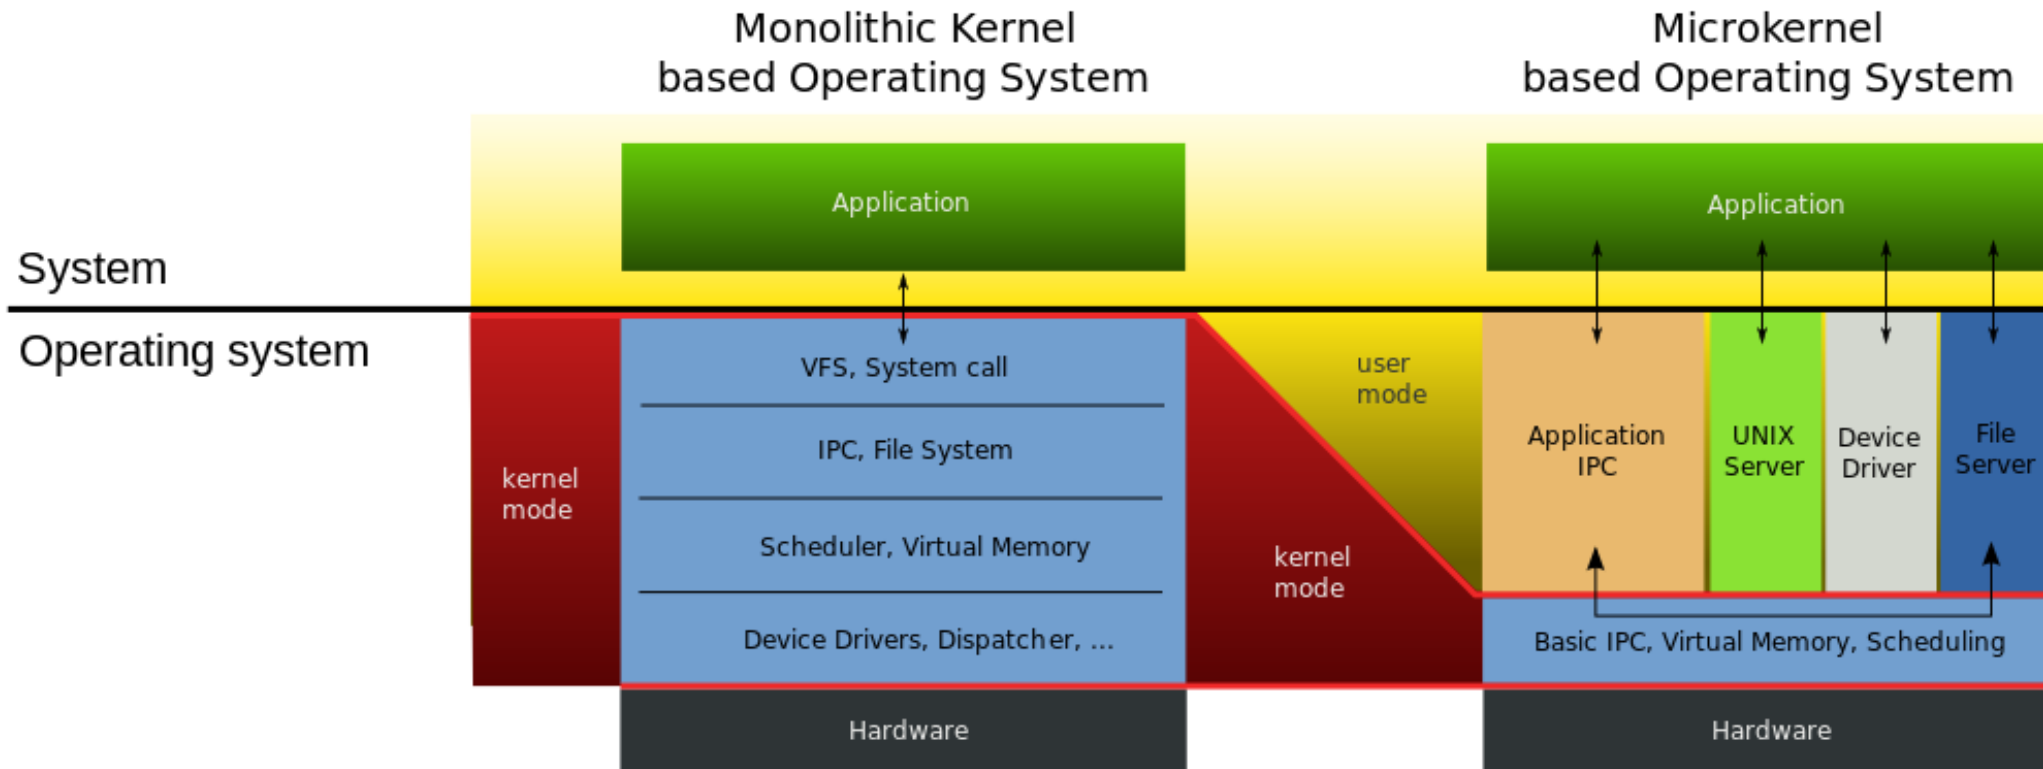 Monolithic Kernel
based Operating System
Microkernel
based Operating System
Application
Application
System
Operating system
VFS, System call
IPC, File System
Scheduler, Virtual Memory
Device Drivers, Dispatcher, ...
kernel
mode
user
mode
kernel
mode
Application
IPC
UNIX
Server
Device
Driver
File
Server
Basic IPC, Virtual Memory, Scheduling
Hardware
Hardware